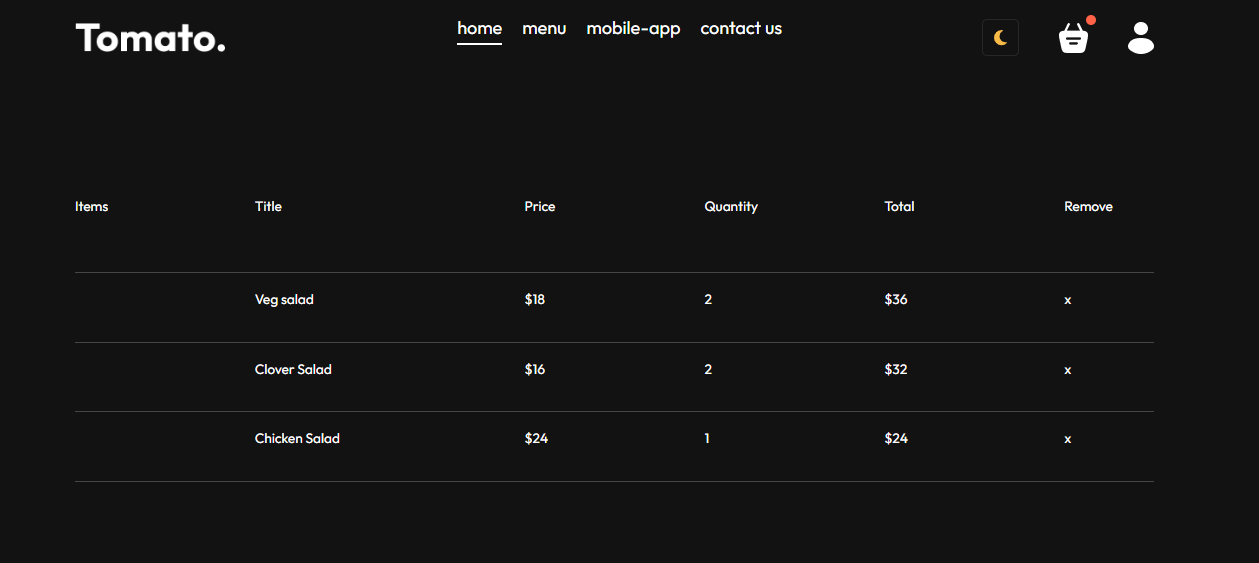 Tomato.
home menu mobile-app contact us
Items Title Price Quantity Total Remove
Veg salad $18 2 $36 x
Clover Salad $16 2 $32 x
Chicken Salad $24 1 $24 x